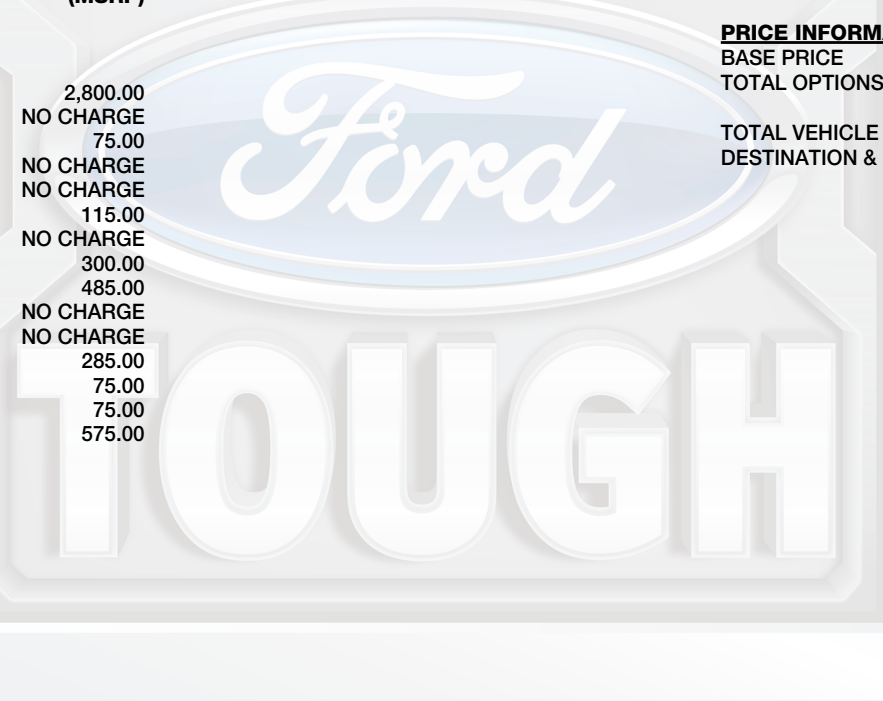 (MSRP)
2,800.00
NO CHARGE
75.00
NO CHARGE
NO CHARGE
115.00
NO CHARGE
300.00
485.00
NO CHARGE
NO CHARGE
285.00
75.00
75.00
575.00
PRICE INFORMA
BASE PRICE
TOTAL OPTIONS
TOTAL VEHICLE
DESTINATION &
Ford
TOUGH